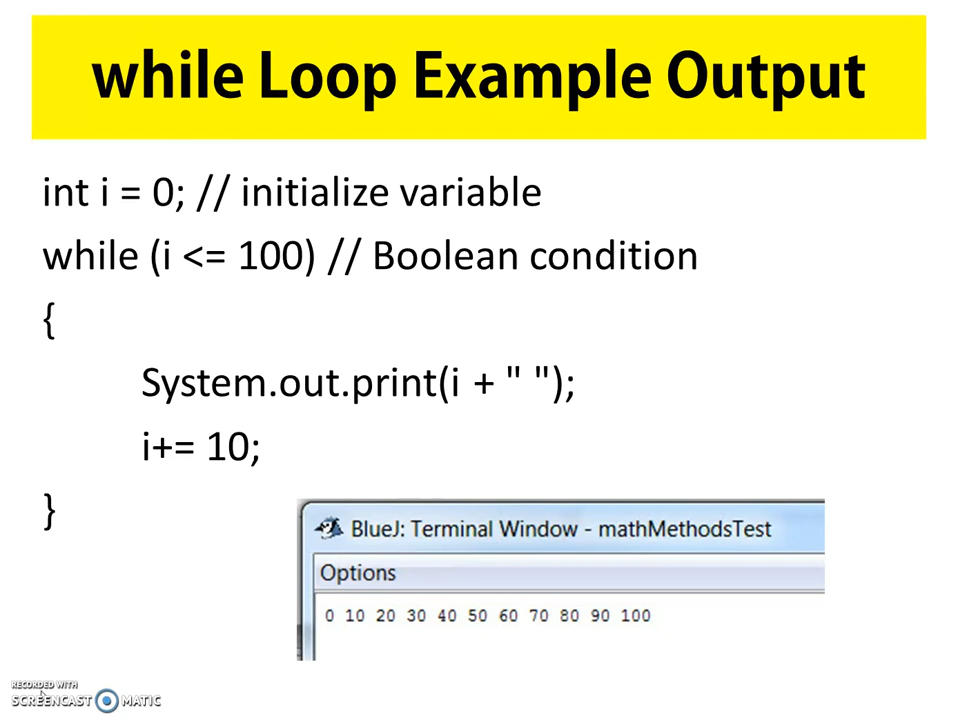 while Loop Example Output
int i = 0; // initialize variable
while (i <= 100) // Boolean condition
{
System.out.print(i + " ");
i+= 10;
}
BlueJ: Terminal Window - mathMethodsTest
Options
0 10 20 30 40 50 60 70 80 90 100
RECORDED WITH
SCREENCAST MATIC